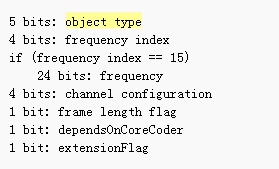 5 bits: object type
4 bits: frequency index
if (frequency index == 15)
    24 bits: frequency
4 bits: channel configuration
1 bit: frame length flag
1 bit: dependsOnCoreCoder
1 bit: extensionFlag